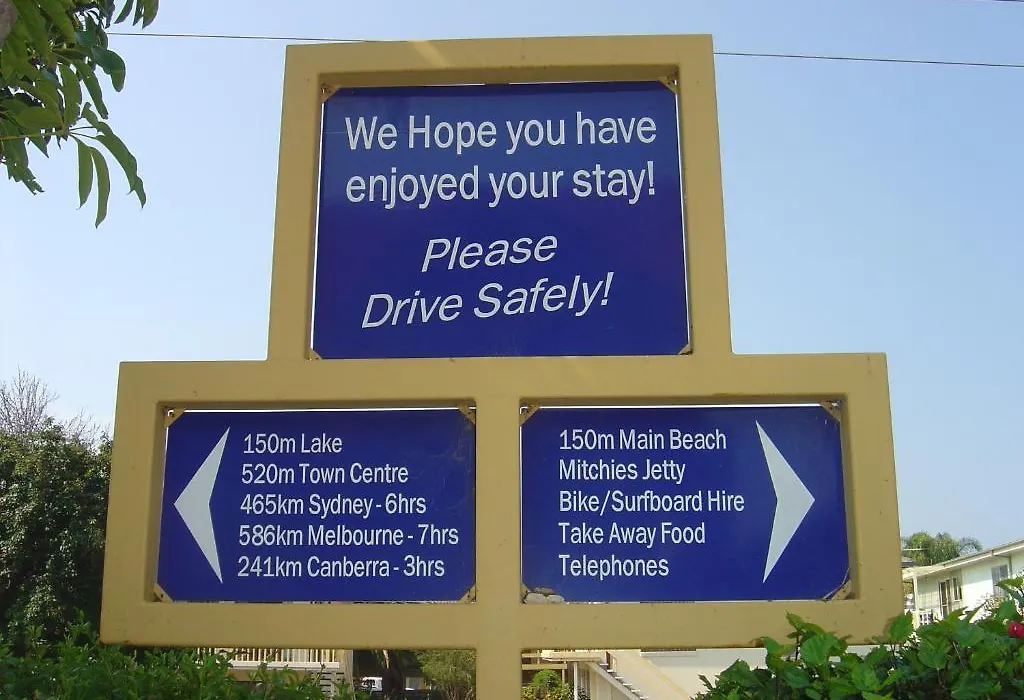 We Hope you have
enjoyed your stay!
Please
Drive Safely!
150m Lake
520m Town Centre
465km Sydney - 6hrs
586km Melbourne - 7hrs
241km Canberra - 3hrs
150m Main Beach
Mitchies Jetty
Bike/Surfboard Hire
Take Away Food
Telephones